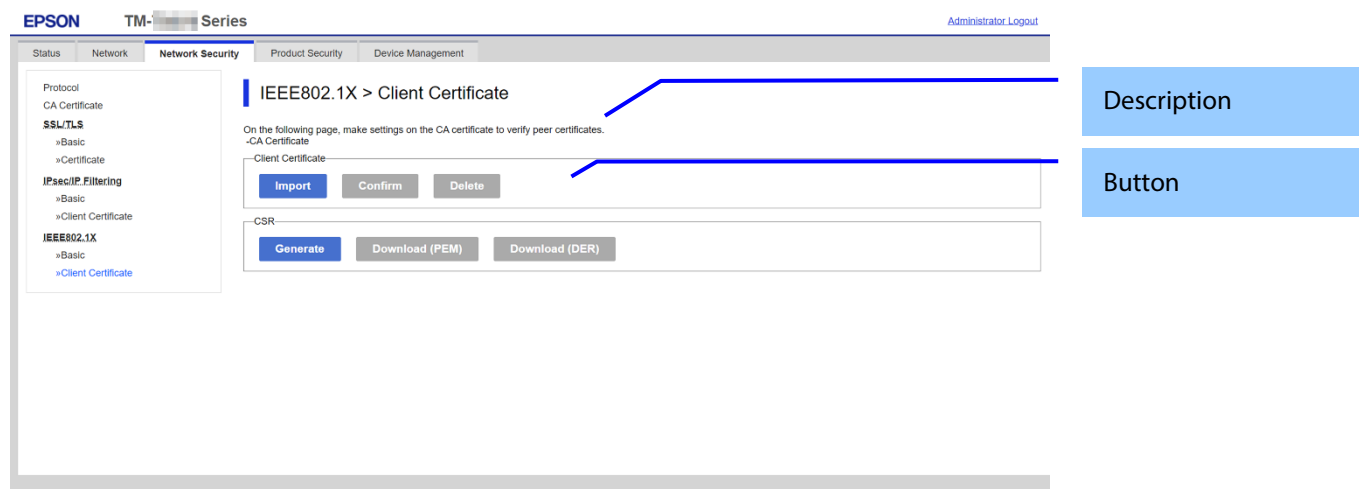 EPSON TM- Series Administrator Logout
Status Network Network Security Product Security Device Management
Protocol
CA Certificate
SSL/TLS
»Basic
»Certificate
IPsec/IP Filtering
»Basic
»Client Certificate
IEEE802.1X
»Basic
»Client Certificate
IEEE802.1X > Client Certificate
On the following page, make settings on the CA certificate to verify peer certificates.
-CA Certificate
Client Certificate
Import Confirm Delete
CSR
Generate Download (PEM) Download (DER)
Description
Button